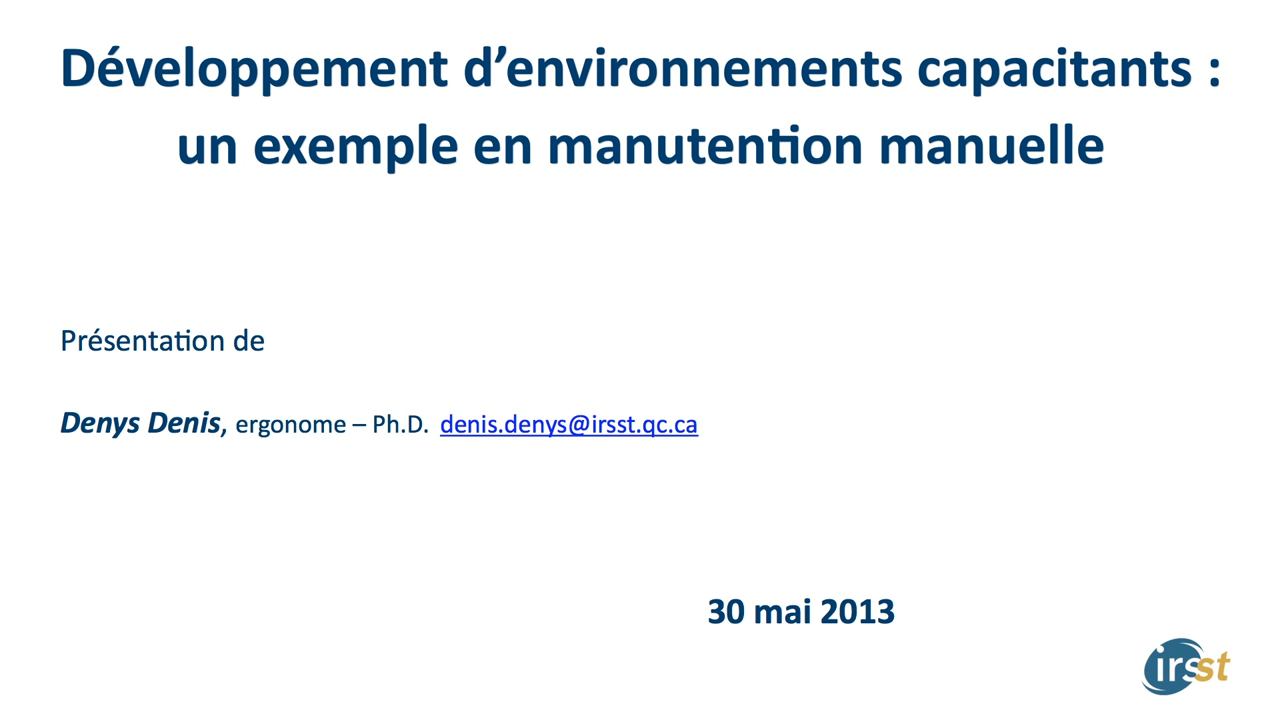 Développement d’environnements capacitants :
un exemple en manutention manuelle
Présentation de
Denys Denis, ergonome – Ph.D. denis.denys@irsst.qc.ca
30 mai 2013
irsst